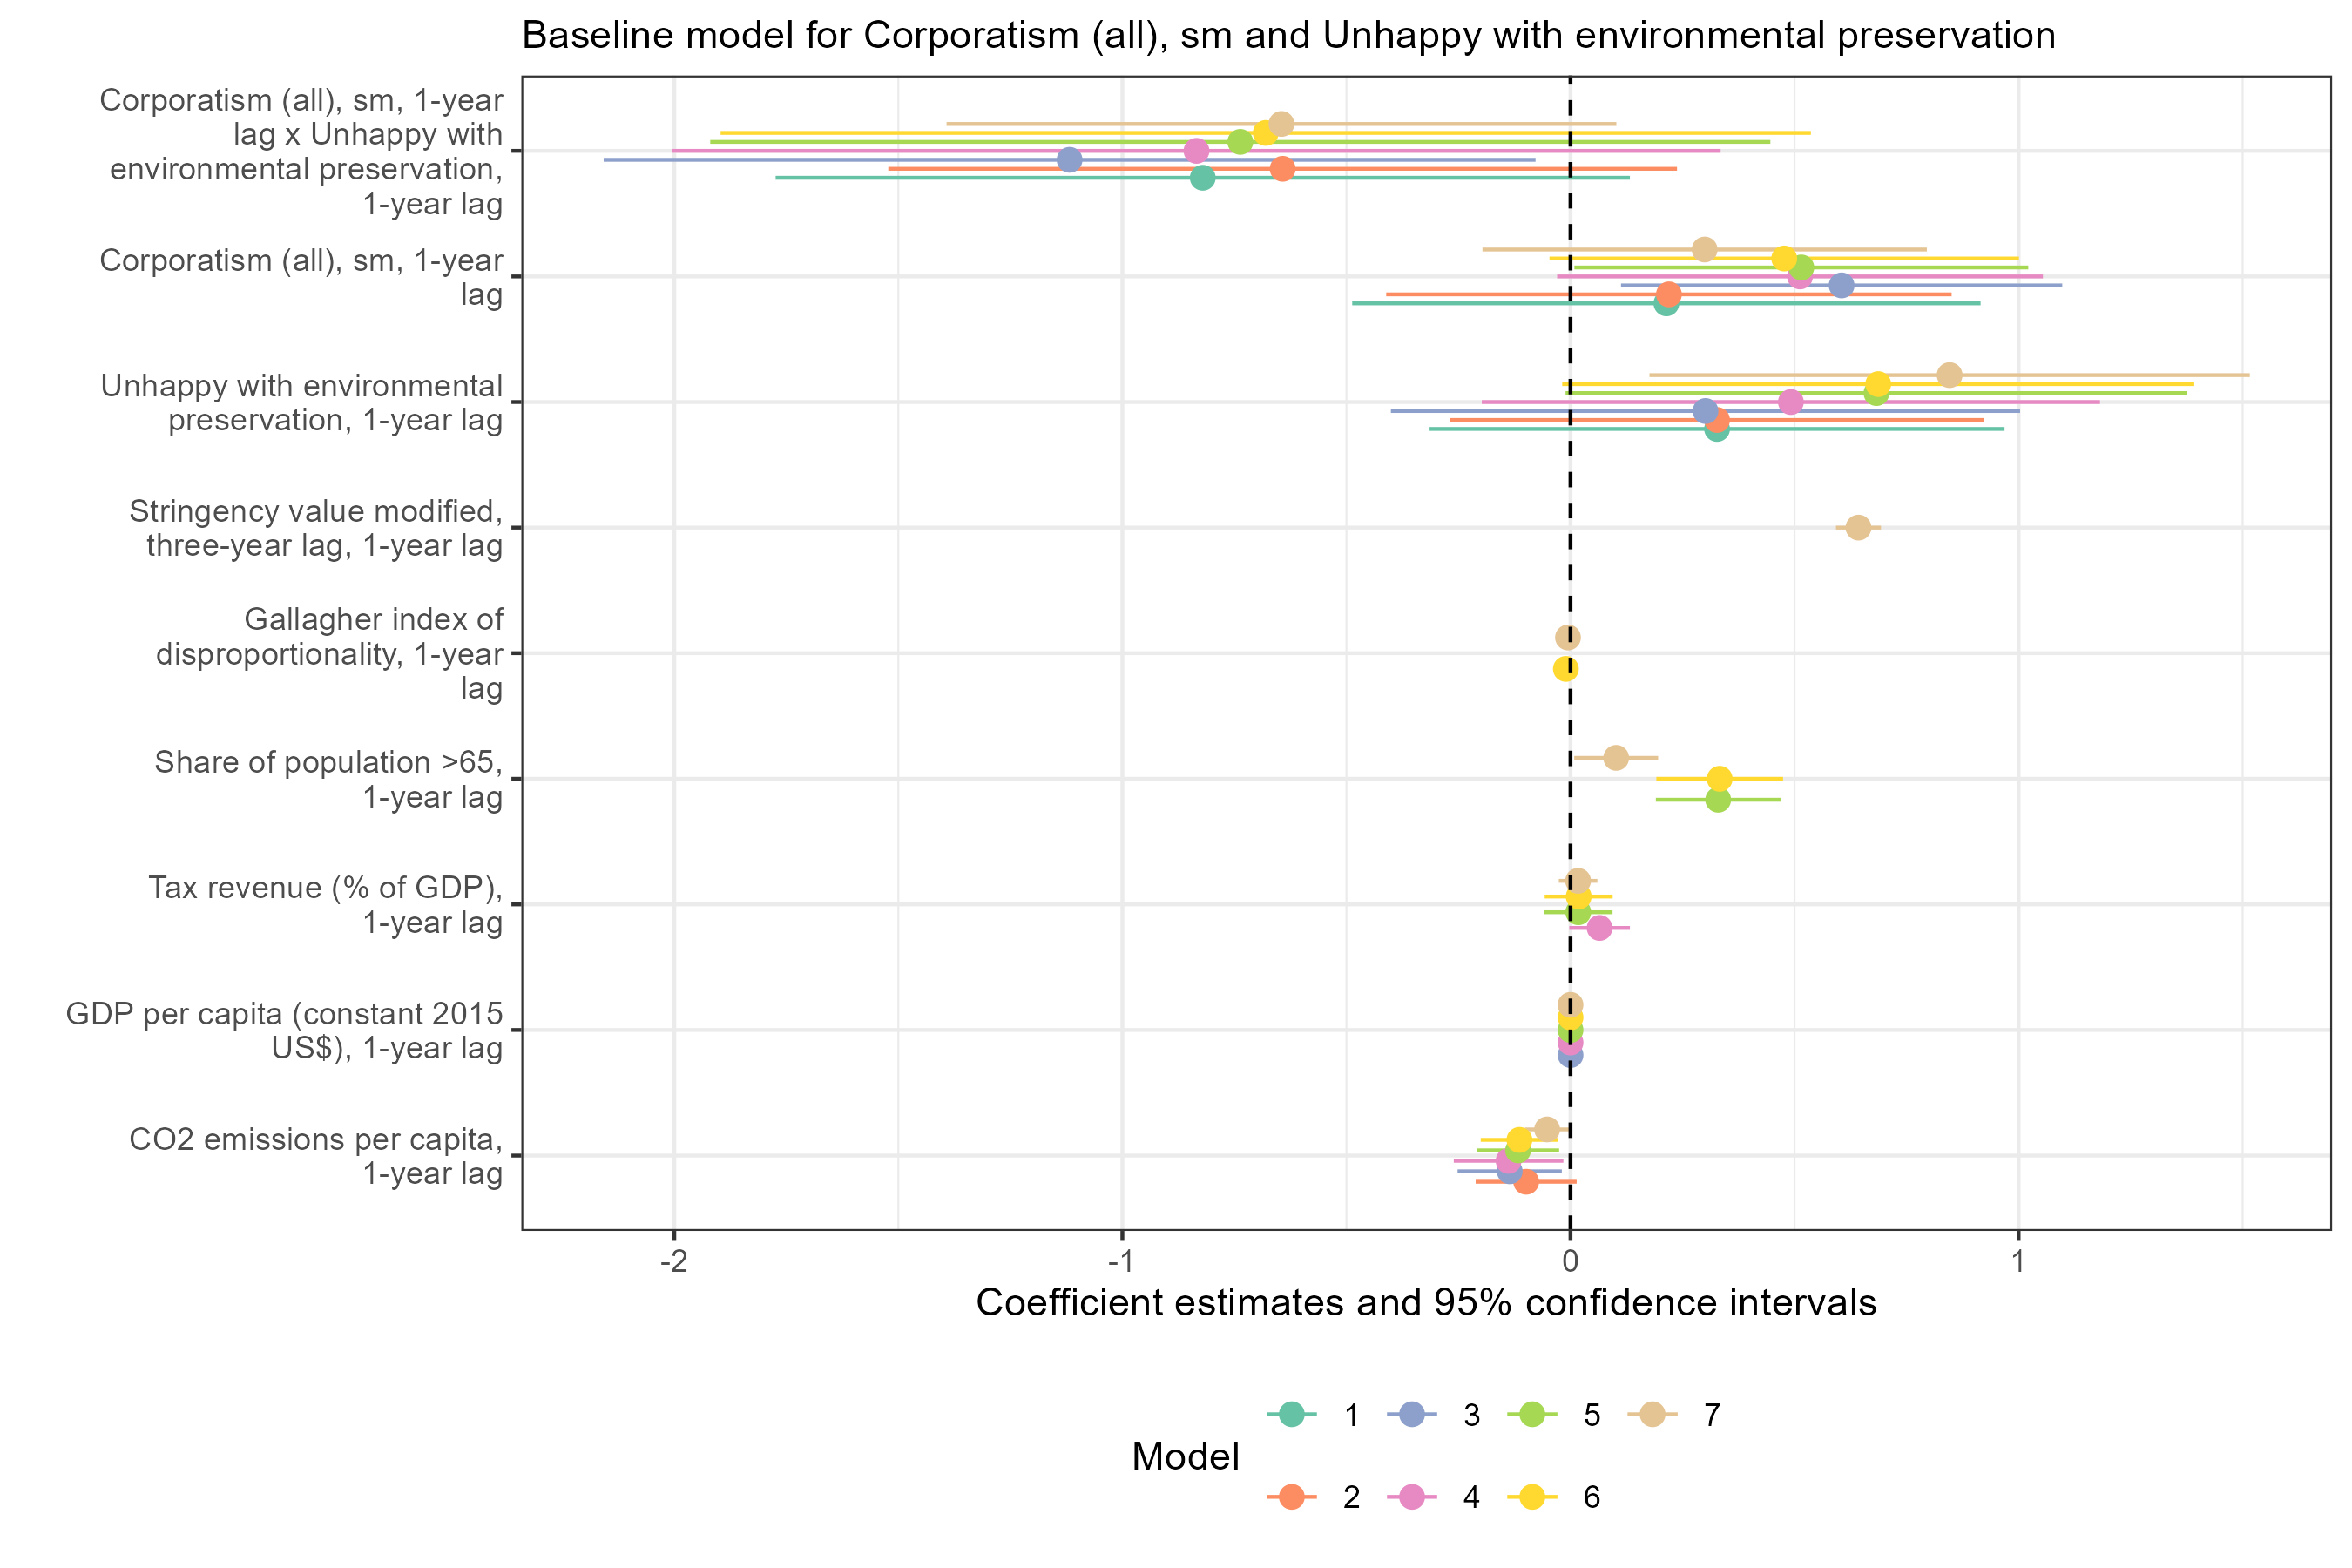 Baseline model for Corporatism (all), sm and Unhappy with environmental preservation
Corporatism (all), sm, 1-year
lag x Unhappy with
environmental preservation,
1-year lag
Corporatism (all), sm, 1-year
lag
Unhappy with environmental
preservation, 1-year lag
Stringency value modified,
three-year lag, 1-year lag
Gallagher index of
disproportionality, 1-year
lag
Share of population >65,
1-year lag
Tax revenue (% of GDP),
1-year lag
GDP per capita (constant 2015
US$), 1-year lag
CO2 emissions per capita,
1-year lag
-2 -1 0 1
Coefficient estimates and 95% confidence intervals
1 3 5 7
Model
2 4 6